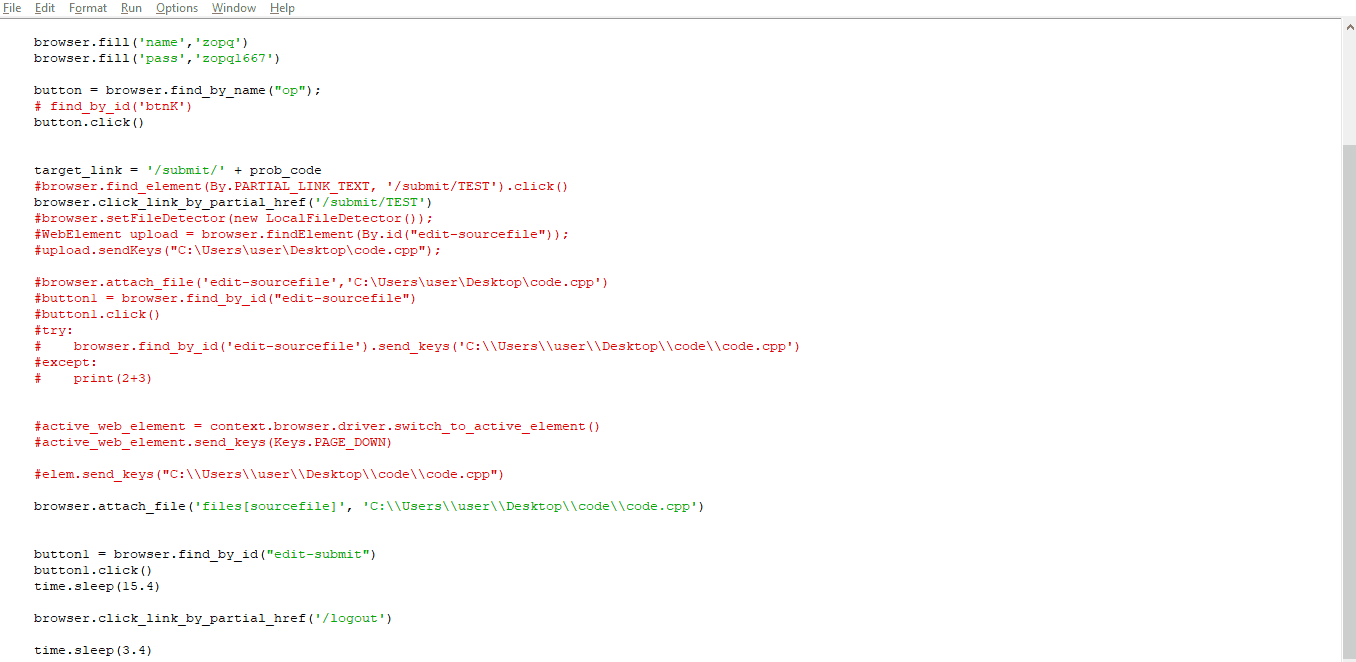 File Edit Format Run Options Window Help
browser.fill('name','zopq')
browser.fill('pass','zopq1667')
button = browser.find_by_name("op");
# find_by_id('btnK')
button.click()
target_link = '/submit/' + prob_code
#browser.find_element(By.PARTIAL_LINK_TEXT, '/submit/TEST').click()
browser.click_link_by_partial_href('/submit/TEST')
#browser.setFileDetector(new LocalFileDetector());
#WebElement upload = browser.findElement(By.id("edit-sourcefile"));
#upload.sendKeys("C:\Users\user\Desktop\code.cpp");
#browser.attach_file('edit-sourcefile','C:\Users\user\Desktop\code.cpp')
#button1 = browser.find_by_id("edit-sourcefile")
#button1.click()
#try:
#    browser.find_by_id('edit-sourcefile').send_keys('C:\\Users\\user\\Desktop\\code\\code.cpp')
#except:
#    print(2+3)
#active_web_element = context.browser.driver.switch_to_active_element()
#active_web_element.send_keys(Keys.PAGE_DOWN)
#elem.send_keys("C:\\Users\\user\\Desktop\\code\\code.cpp")
browser.attach_file('files[sourcefile]', 'C:\\Users\\user\\Desktop\\code\\code.cpp')
button1 = browser.find_by_id("edit-submit")
button1.click()
time.sleep(15.4)
browser.click_link_by_partial_href('/logout')
time.sleep(3.4)